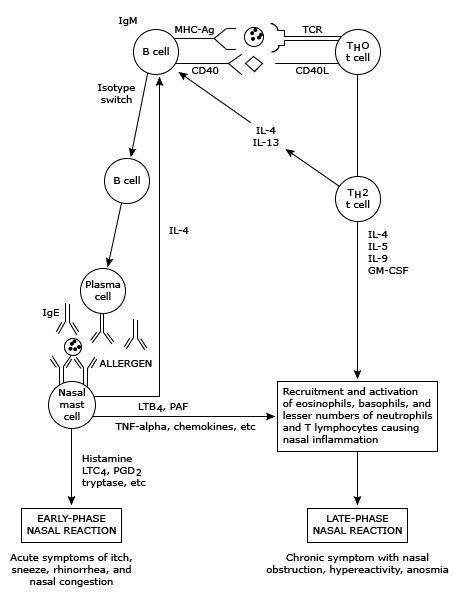 IgM
MHC-Ag
TCR
B cell
TH0
t cell
CD40
CD40L
Isotype
switch
IL-4
IL-13
B cell
TH2
t cell
IL-4
IL-4
IL-5
IL-9
GM-CSF
Plasma
cell
IgE
ALLERGEN
Nasal
mast
cell
LTB4, PAF
TNF-alpha, chemokines, etc
Recruitment and activation
of eosinophils, basophils, and
lesser numbers of neutrophils
and T lymphocytes causing
nasal inflammation
Histamine
LTC4, PGD2
tryptase, etc
EARLY-PHASE
NASAL REACTION
LATE-PHASE
NASAL REACTION
Acute symptoms of itch,
sneeze, rhinorrhea, and
nasal congestion
Chronic symptom with nasal
obstruction, hypereactivity, anosmia